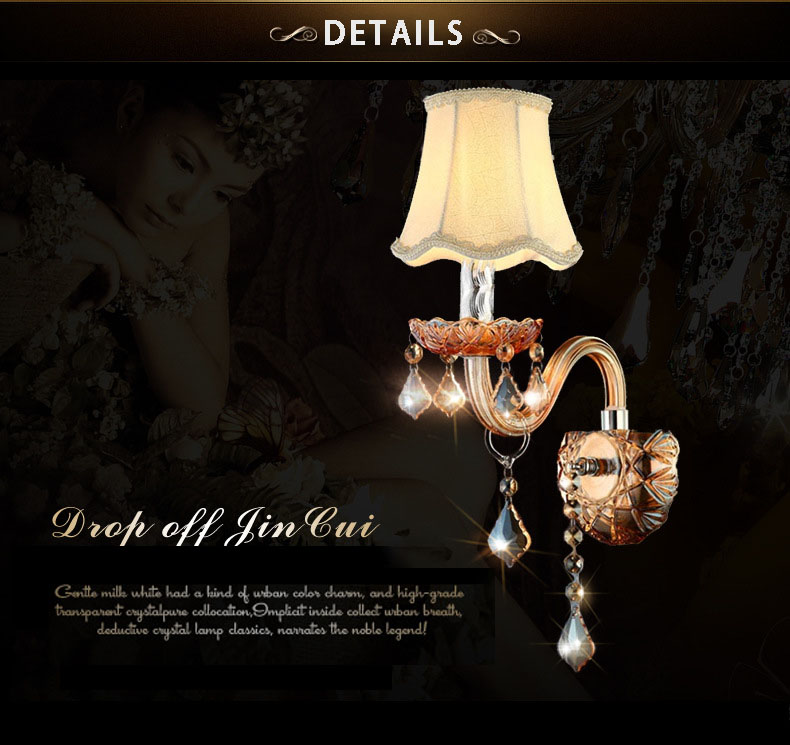 DETAILS
Drop off JinCui
Gentle milk white had a kind of urban color charm, and high-grade
transparent crystalpure collocation,Implicit inside collect urban breath,
deductive crystal lamp classics, narrates the noble legend!